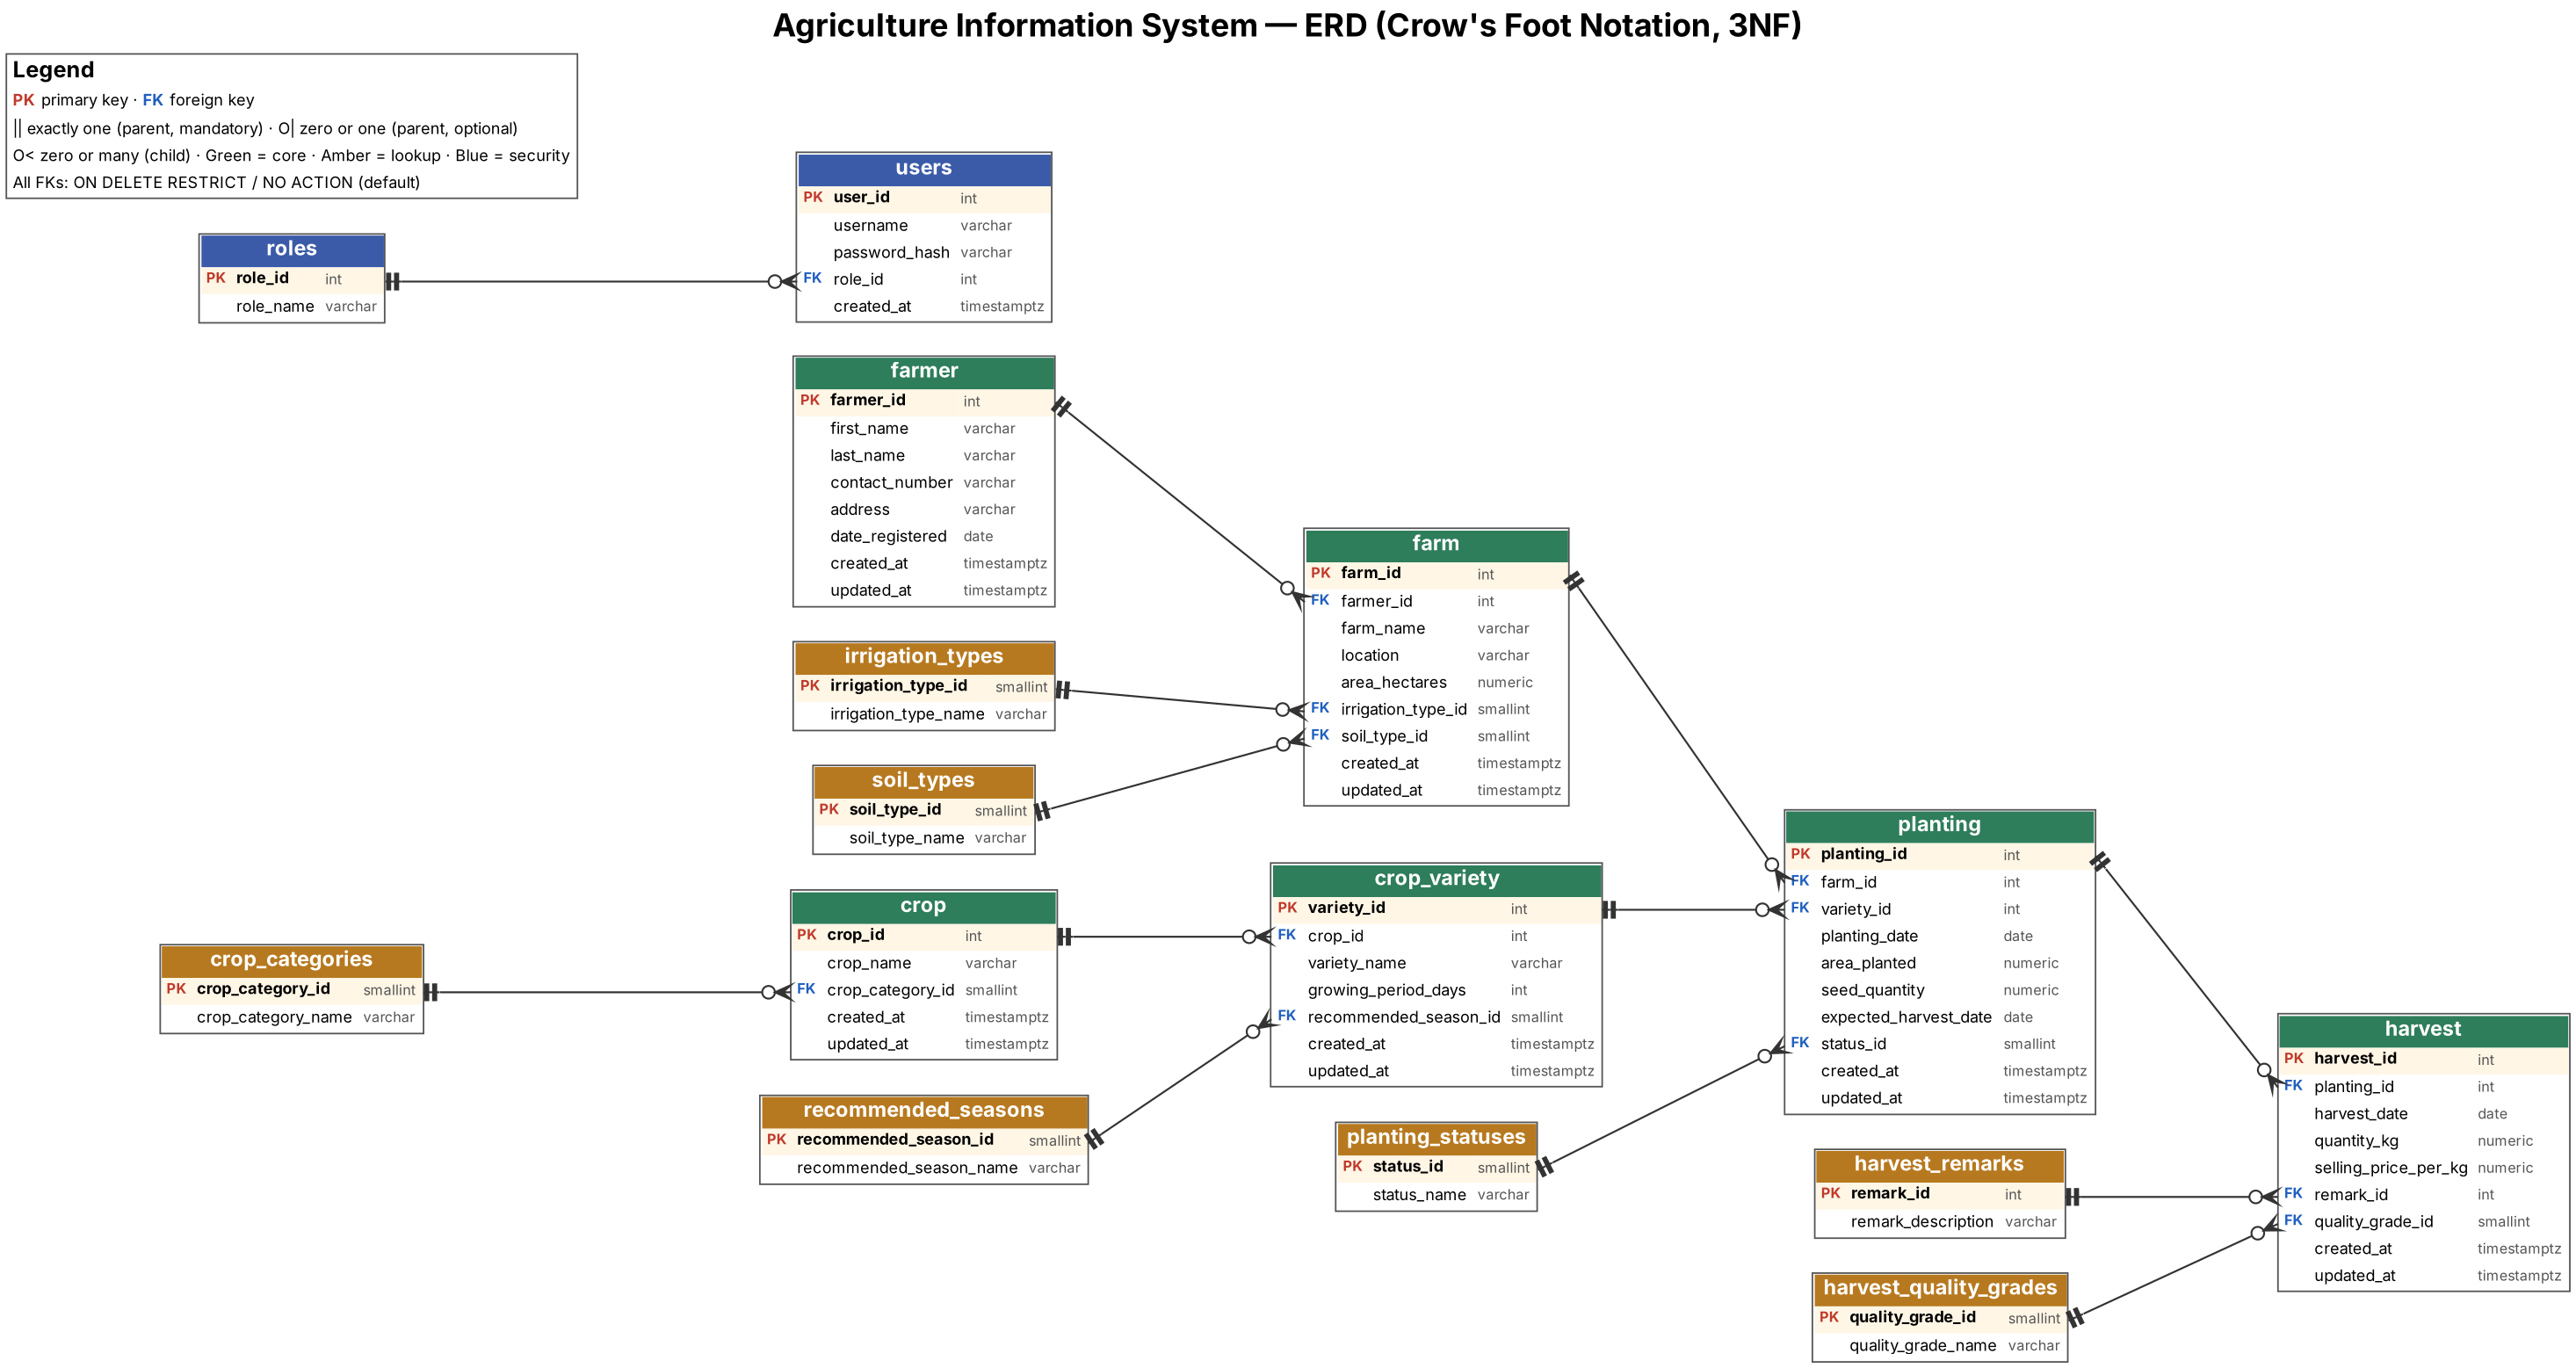 Agriculture Information System — ERD (Crow's Foot Notation, 3NF)
Legend
PK primary key · FK foreign key
|| exactly one (parent, mandatory) · O| zero or one (parent, optional)
O< zero or many (child) · Green = core · Amber = lookup · Blue = security
All FKs: ON DELETE RESTRICT / NO ACTION (default)
roles
PK role_id int
role_name varchar
users
PK user_id int
username varchar
password_hash varchar
FK role_id int
created_at timestamptz
farmer
PK farmer_id int
first_name varchar
last_name varchar
contact_number varchar
address varchar
date_registered date
created_at timestamptz
updated_at timestamptz
irrigation_types
PK irrigation_type_id smallint
irrigation_type_name varchar
soil_types
PK soil_type_id smallint
soil_type_name varchar
farm
PK farm_id int
FK farmer_id int
farm_name varchar
location varchar
area_hectares numeric
FK irrigation_type_id smallint
FK soil_type_id smallint
created_at timestamptz
updated_at timestamptz
crop_categories
PK crop_category_id smallint
crop_category_name varchar
crop
PK crop_id int
crop_name varchar
FK crop_category_id smallint
created_at timestamptz
updated_at timestamptz
recommended_seasons
PK recommended_season_id smallint
recommended_season_name varchar
crop_variety
PK variety_id int
FK crop_id int
variety_name varchar
growing_period_days int
FK recommended_season_id smallint
created_at timestamptz
updated_at timestamptz
planting_statuses
PK status_id smallint
status_name varchar
planting
PK planting_id int
FK farm_id int
FK variety_id int
planting_date date
area_planted numeric
seed_quantity numeric
expected_harvest_date date
FK status_id smallint
created_at timestamptz
updated_at timestamptz
harvest_remarks
PK remark_id int
remark_description varchar
harvest_quality_grades
PK quality_grade_id smallint
quality_grade_name varchar
harvest
PK harvest_id int
FK planting_id int
harvest_date date
quantity_kg numeric
selling_price_per_kg numeric
FK remark_id int
FK quality_grade_id smallint
created_at timestamptz
updated_at timestamptz